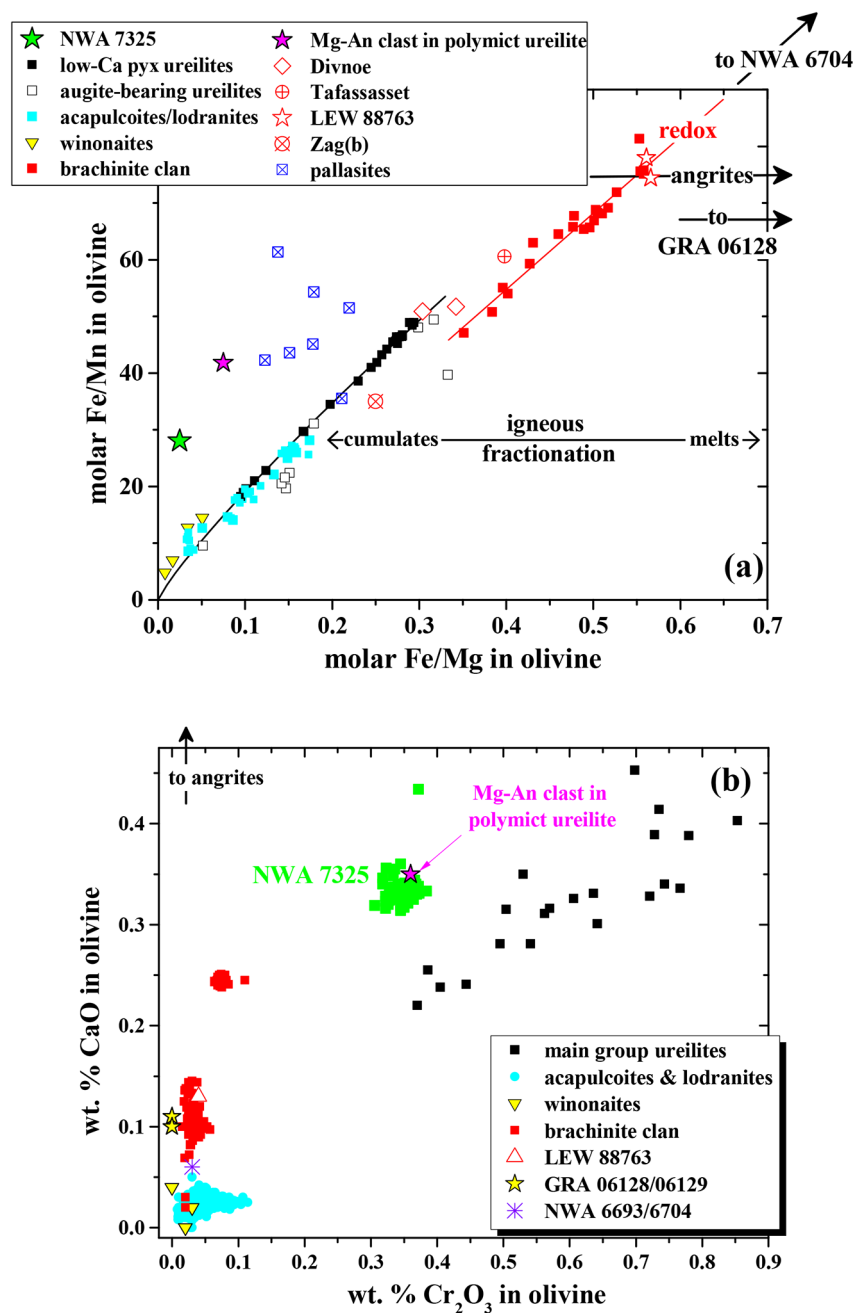 NWA 7325
low-Ca pyx ureilites
augite-bearing ureilites
acapulcoites/lodranites
winonaites
brachinite clan
Mg-An clast in polymict ureilite
Divnoe
Tafassasset
LEW 88763
Zag(b)
pallasites
to NWA 6704
redox
angrites
to
GRA 06128
60
40
20
0
molar Fe/Mn in olivine
cumulates
igneous
fractionation
melts
(a)
0.0
0.1
0.2
0.3
0.4
0.5
0.6
0.7
molar Fe/Mg in olivine
to angrites
(b)
Mg-An clast in
polymict ureilite
NWA 7325
0.4
0.3
0.2
0.1
0.0
wt. % CaO in olivine
main group ureilites
acapulcoites & lodranites
winonaites
brachinite clan
LEW 88763
GRA 06128/06129
NWA 6693/6704
0.0
0.1
0.2
0.3
0.4
0.5
0.6
0.7
0.8
0.9
wt. % Cr₂O₃ in olivine